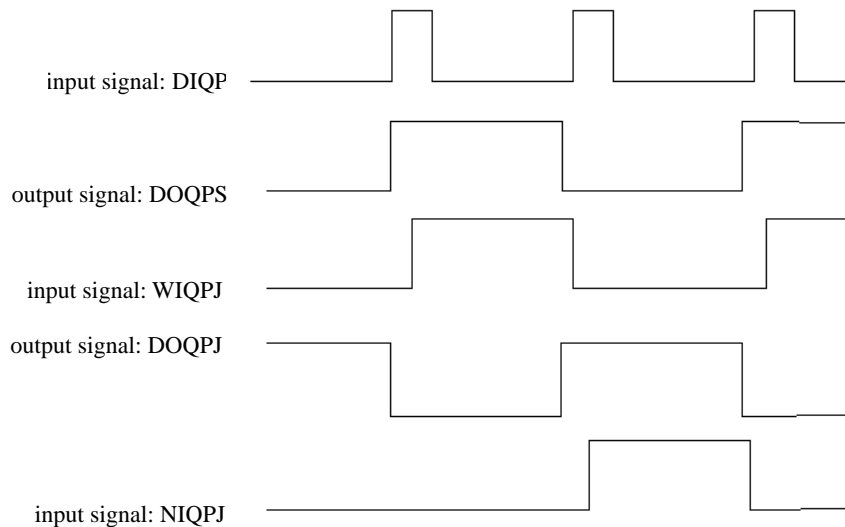 input signal: DIQP
output signal: DOQPS
input signal: WIQPJ
output signal: DOQPJ
input signal: NIQPJ